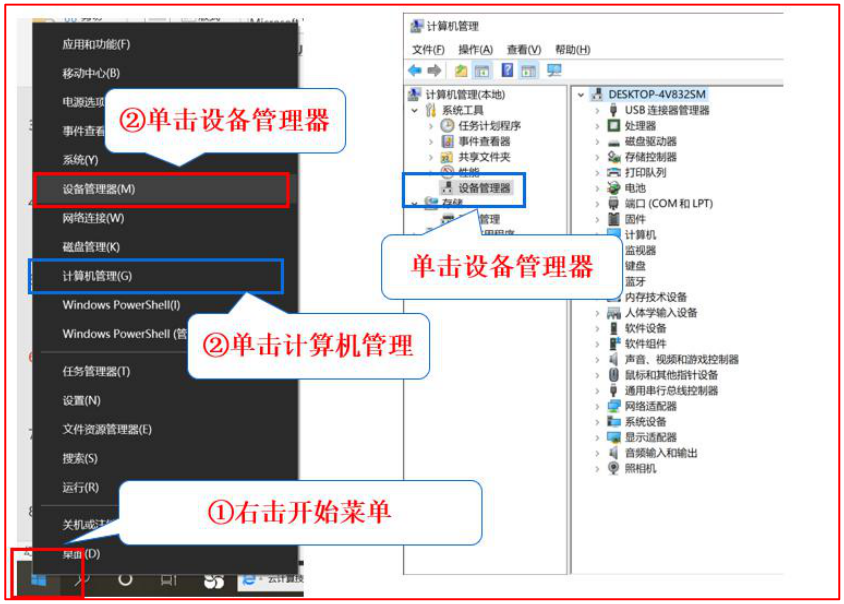 应用和功能(F)
移动中心(B)
电源选项
事件查看
系统(Y)
设备管理器(M)
网络连接(W)
磁盘管理(K)
计算机管理(G)
Windows PowerShell(I)
Windows PowerShell (管
任务管理器(T)
设置(N)
文件资源管理器(E)
搜索(S)
运行(R)
关机或注
桌面(D)
②单击设备管理器
②单击计算机管理
①右击开始菜单
计算机管理
文件(F) 操作(A) 查看(V) 帮助(H)
计算机管理(本地)
系统工具
任务计划程序
事件查看器
共享文件夹
性能
设备管理器
存储
管理
单击设备管理器
DESKTOP-4V832SM
USB 连接器管理器
处理器
磁盘驱动器
存储控制器
打印队列
电池
端口 (COM 和 LPT)
固件
计算机
监视器
键盘
蓝牙
内存技术设备
人体学输入设备
软件设备
软件组件
声音、视频和游戏控制器
鼠标和其他指针设备
通用串行总线控制器
网络适配器
系统设备
显示适配器
音频输入和输出
照相机